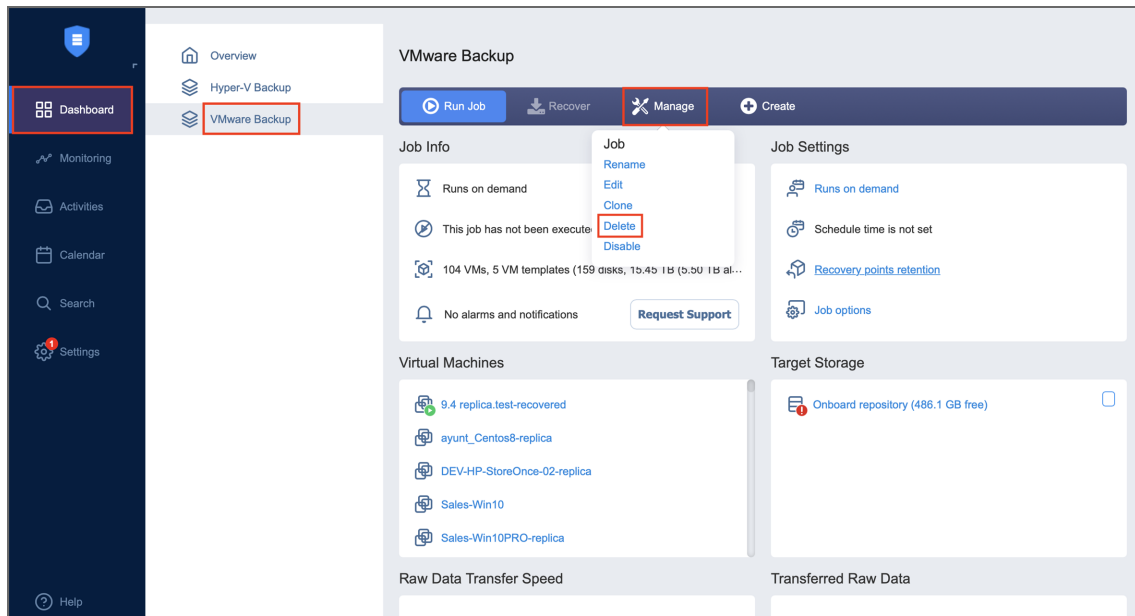 Dashboard
Monitoring
Activities
Calendar
Search
1
Settings
Help
Overview
Hyper-V Backup
VMware Backup
VMware Backup
Run Job
Recover
Manage
Create
Job Info
Runs on demand
This job has not been execute
104 VMs, 5 VM templates (159 disks, 15.45 TB (5.50 TB al...
No alarms and notifications
Request Support
Job
Rename
Edit
Clone
Delete
Disable
Job Settings
Runs on demand
Schedule time is not set
Recovery points retention
Job options
Virtual Machines
9.4 replica.test-recovered
ayunt_Centos8-replica
DEV-HP-StoreOnce-02-replica
Sales-Win10
Sales-Win10PRO-replica
Target Storage
Onboard repository (486.1 GB free)
Raw Data Transfer Speed
Transferred Raw Data